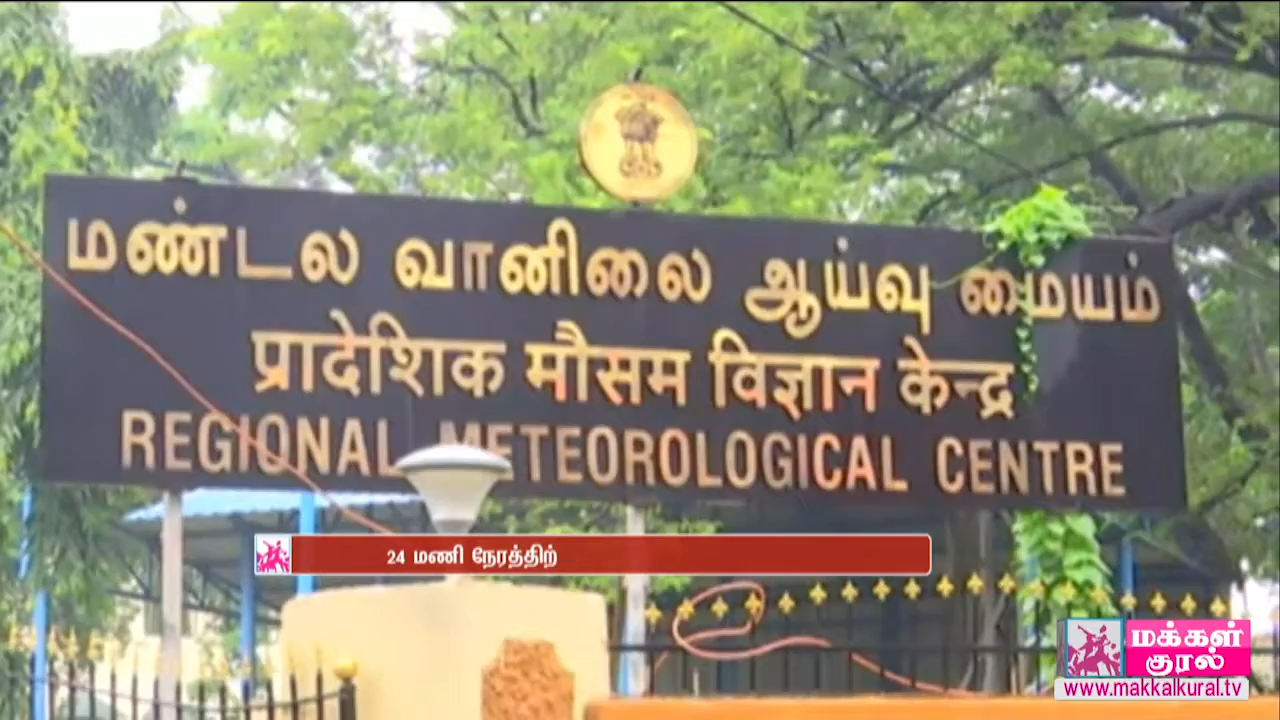 மண்டல வானிலை ஆய்வு மையம்
प्रादेशिक मौसम विज्ञान केन्द्र
REGIONAL METEOROLOGICAL CENTRE
24 மணி நேரத்திற்
மக்கள்
குரல்
www.makkalkural.tv